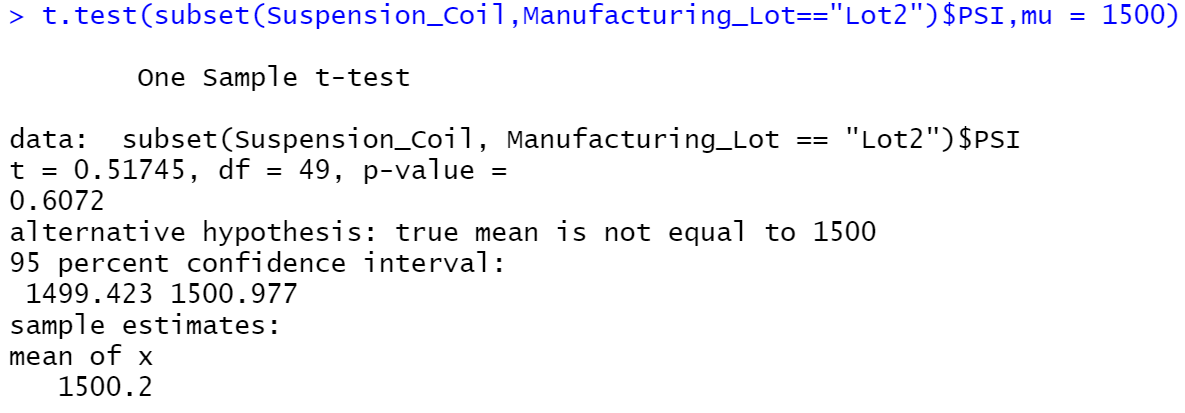 > t.test(subset(Suspension_Coil,Manufacturing_Lot=="Lot2")$PSI,mu = 1500)
One Sample t-test
data:  subset(Suspension_Coil, Manufacturing_Lot == "Lot2")$PSI
t = 0.51745, df = 49, p-value =
0.6072
alternative hypothesis: true mean is not equal to 1500
95 percent confidence interval:
1499.423 1500.977
sample estimates:
mean of x
1500.2